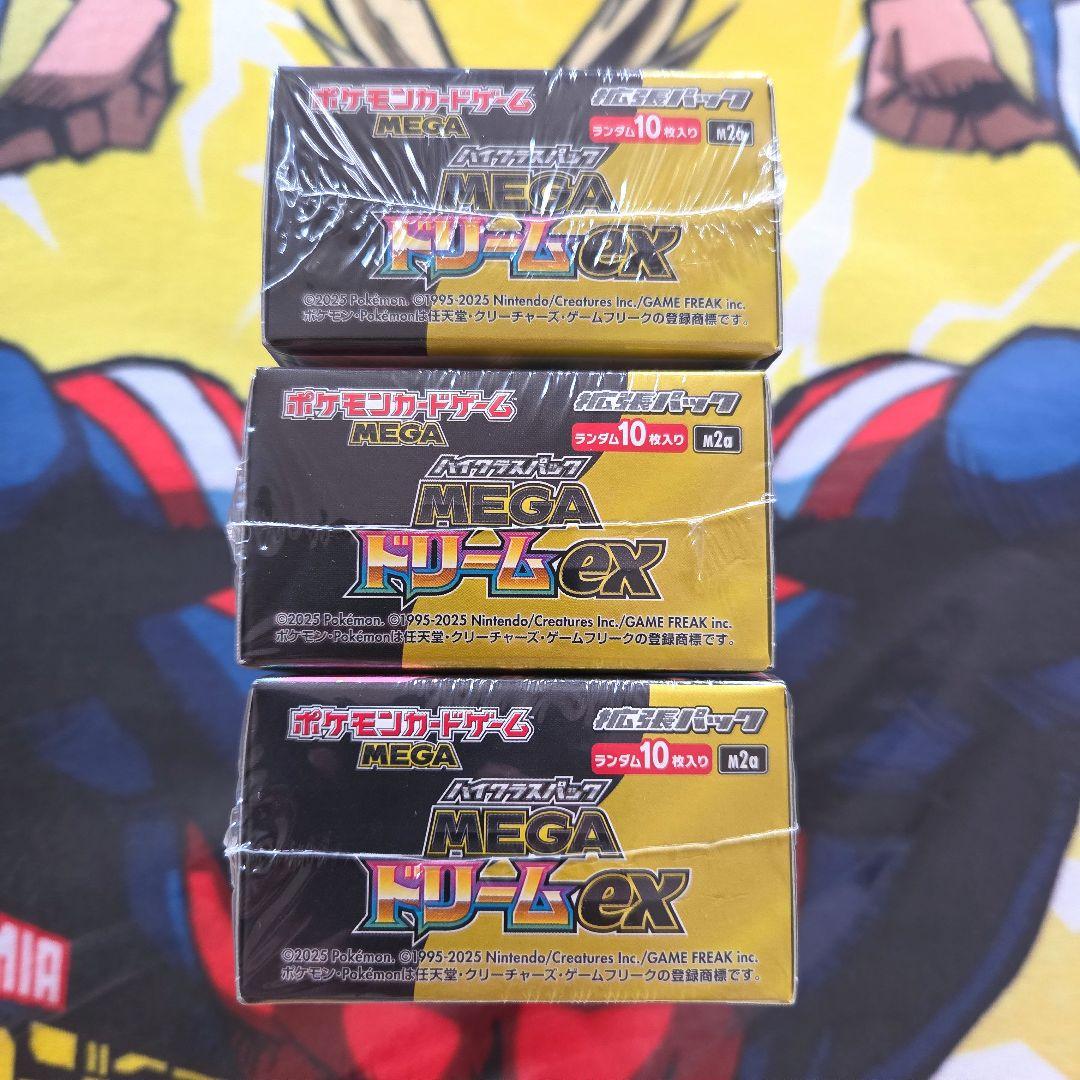 ポケモンカードゲーム
MEGA
拡張パック
ランダム10枚入り M2a
ハイクラスパック
MEGA
ドリームex
©2025 Pokémon. ©1995-2025 Nintendo/Creatures Inc./GAME FREAK inc.
ポケモン・Pokémonは任天堂・クリーチャーズ・ゲームフリークの登録商標です。
ポケモンカードゲーム
MEGA
拡張パック
ランダム10枚入り M2a
ハイクラスパック
MEGA
ドリームex
©2025 Pokémon. ©1995-2025 Nintendo/Creatures Inc./GAME FREAK inc.
ポケモン・Pokémonは任天堂・クリーチャーズ・ゲームフリークの登録商標です。
ポケモンカードゲーム
MEGA
拡張パック
ランダム10枚入り M2a
ハイクラスパック
MEGA
ドリームex
©2025 Pokémon. ©1995-2025 Nintendo/Creatures Inc./GAME FREAK inc.
ポケモン・Pokémonは任天堂・クリーチャーズ・ゲームフリークの登録商標です。